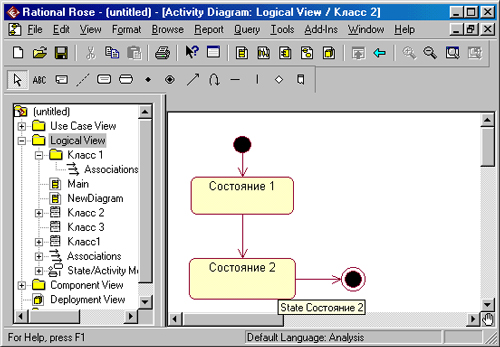 Rational Rose - (untitled) - [Activity Diagram: Logical View / Класс 2]
File Edit View Format Browse Report Query Tools Add-Ins Window Help
ABC
(untitled)
Use Case View
Logical View
Класс 1
Associations
Main
NewDiagram
Класс 2
Класс 3
Класс1
Associations
State/Activity Mo
Component View
Deployment View
Состояние 1
Состояние 2
State Состояние 2
For Help, press F1
Default Language: Analysis